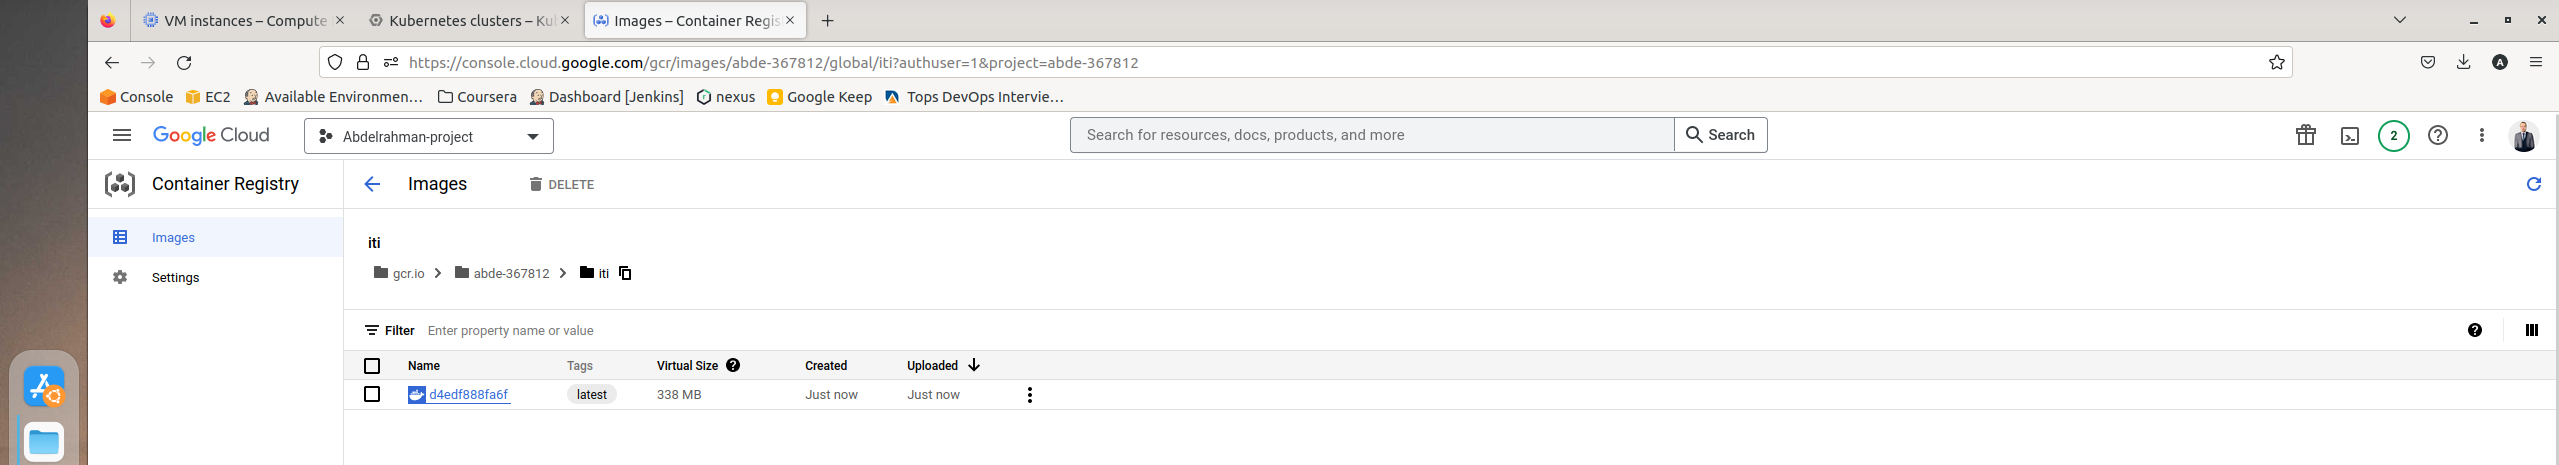 VM instances – Compute
Kubernetes clusters – Ku
Images – Container Regis
https://console.cloud.google.com/gcr/images/abde-367812/global/iti?authuser=1&project=abde-367812
A
Console
EC2
Available Environmen…
Coursera
Dashboard [Jenkins]
nexus
Google Keep
Tops DevOps Intervie…
Google Cloud
Abdelrahman-project
Search for resources, docs, products, and more
Search
2
Container Registry
Images
DELETE
Images
Settings
iti
gcr.io
abde-367812
iti
Filter
Enter property name or value
Name
Tags
Virtual Size
Created
Uploaded
d4edf888fa6f
latest
338 MB
Just now
Just now